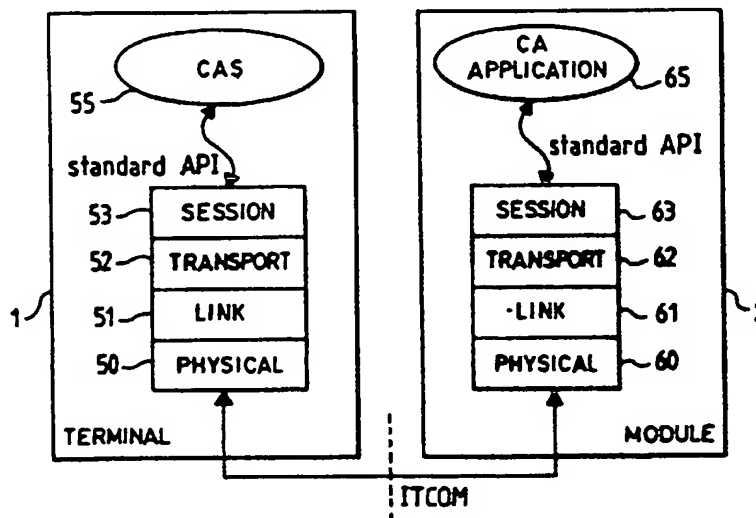 CAS
55
standard API
53
SESSION
52
TRANSPORT
51
LINK
50
PHYSICAL
1
TERMINAL
CA
APPLICATION
65
standard API
SESSION
63
TRANSPORT
62
LINK
61
PHYSICAL
60
MODULE
ITCOM